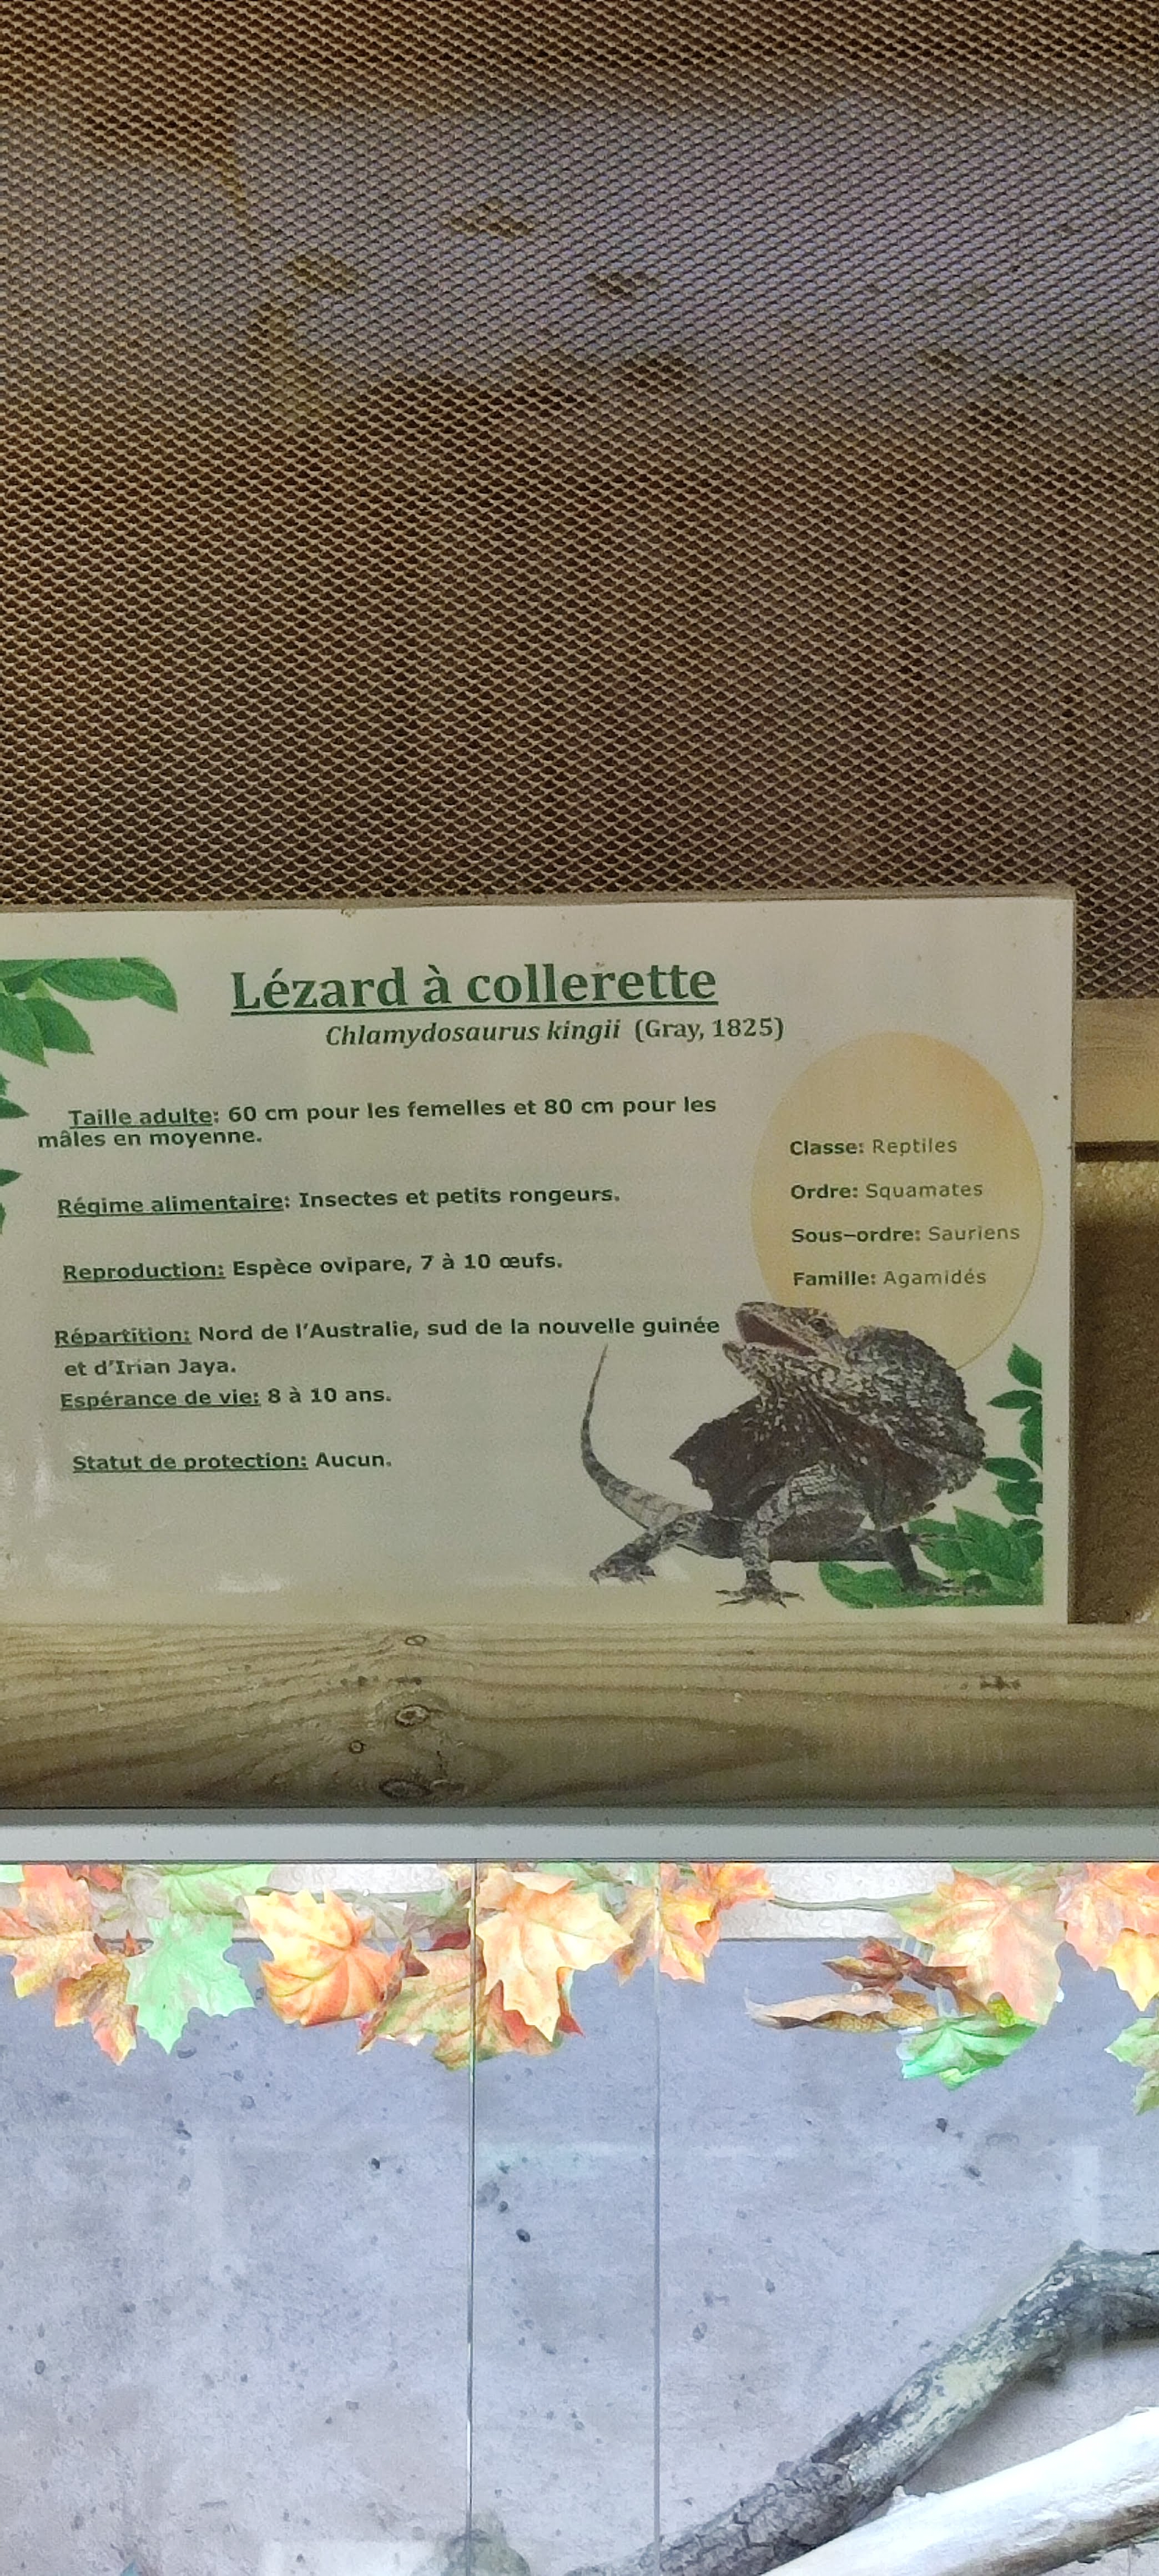 Lézard à collerette
Chlamydosaurus kingii (Gray, 1825)
Taille adulte: 60 cm pour les femelles et 80 cm pour les
mâles en moyenne.
Régime alimentaire: Insectes et petits rongeurs.
Reproduction: Espèce ovipare, 7 à 10 œufs.
Répartition: Nord de l'Australie, sud de la nouvelle guinée
et d'Irian Jaya.
Espérance de vie: 8 à 10 ans.
Statut de protection: Aucun.
Classe: Reptiles
Ordre: Squamates
Sous-ordre: Sauriens
Famille: Agamidés